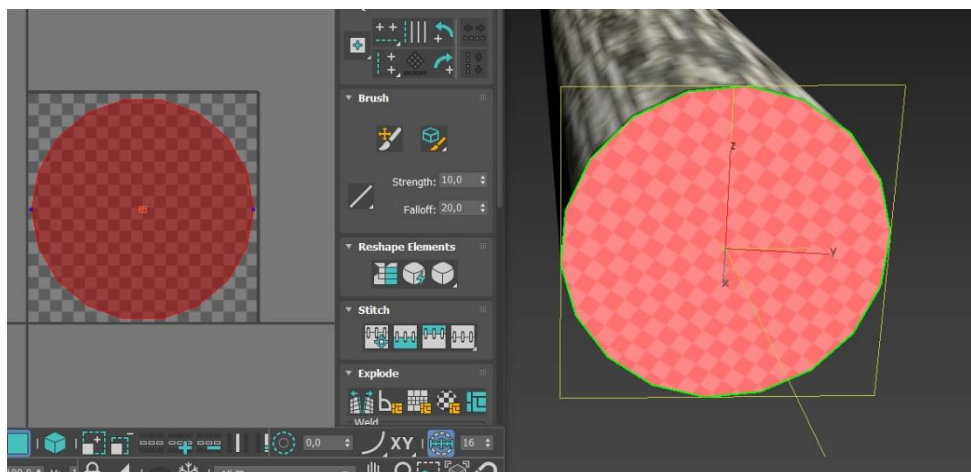 Brush
Strength: 10,0
Falloff: 20,0
Reshape Elements
Stitch
Explode
Weld
0,0
XY
16
z
y
x